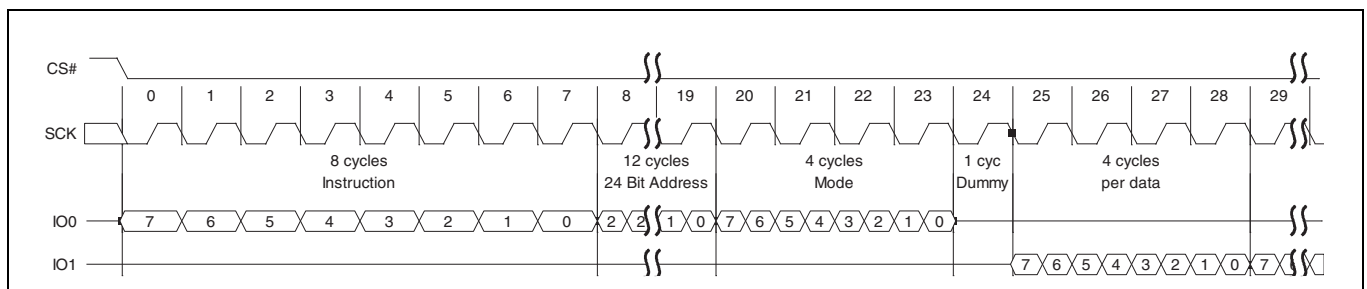 CS#
0 1 2 3 4 5 6 7 8 19 20 21 22 23 24 25 26 27 28 29
SCK
8 cycles 12 cycles 4 cycles 1 cyc 4 cycles
Instruction 24 Bit Address Mode Dummy per data
IO0 7 6 5 4 3 2 1 0 2 2 1 0 7 6 5 4 3 2 1 0
IO1 7 6 5 4 3 2 1 0 7